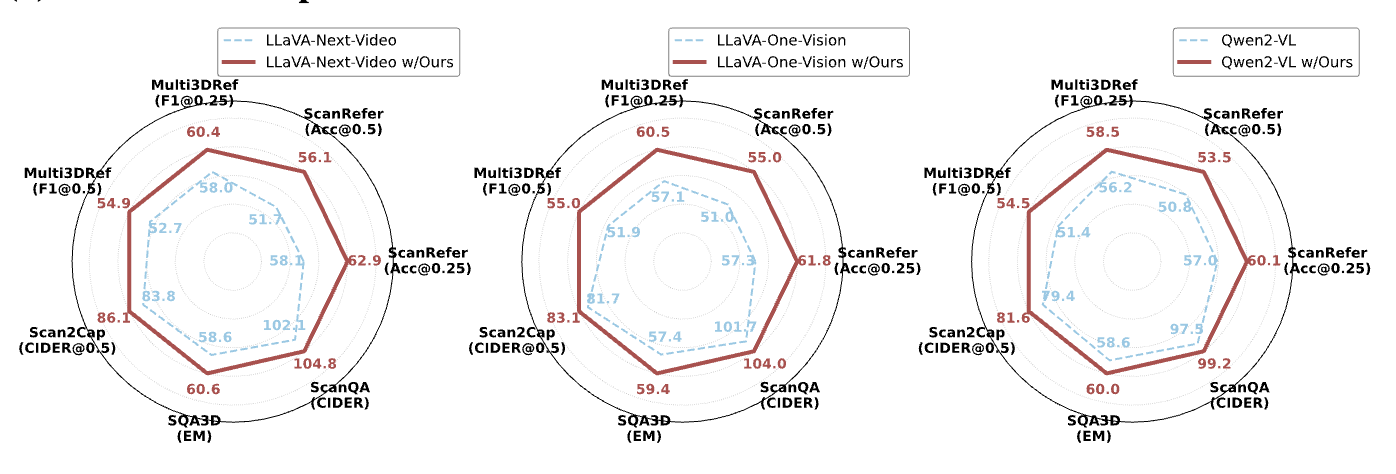 LLaVA-Next-Video
LLaVA-Next-Video w/Ours
Multi3DRef
(F1@0.25)
ScanRefer
(Acc@0.5)
60.4
56.1
Multi3DRef
(F1@0.5)
58.0
54.9
51.7
52.7
ScanRefer
(Acc@0.25)
58.1
62.9
83.8
86.1
Scan2Cap
(CIDER@0.5)
58.6
102.1
104.8
60.6
ScanQA
(CIDER)
SQA3D
(EM)
LLaVA-One-Vision
LLaVA-One-Vision w/Ours
Multi3DRef
(F1@0.25)
ScanRefer
(Acc@0.5)
60.5
55.0
Multi3DRef
(F1@0.5)
57.1
55.0
51.0
51.9
ScanRefer
(Acc@0.25)
57.3
61.8
81.7
83.1
Scan2Cap
(CIDER@0.5)
57.4
101.7
104.0
59.4
ScanQA
(CIDER)
SQA3D
(EM)
Qwen2-VL
Qwen2-VL w/Ours
Multi3DRef
(F1@0.25)
ScanRefer
(Acc@0.5)
58.5
53.5
Multi3DRef
(F1@0.5)
56.2
54.5
50.8
51.4
ScanRefer
(Acc@0.25)
57.0
60.1
79.4
81.6
Scan2Cap
(CIDER@0.5)
58.6
97.5
99.2
60.0
ScanQA
(CIDER)
SQA3D
(EM)